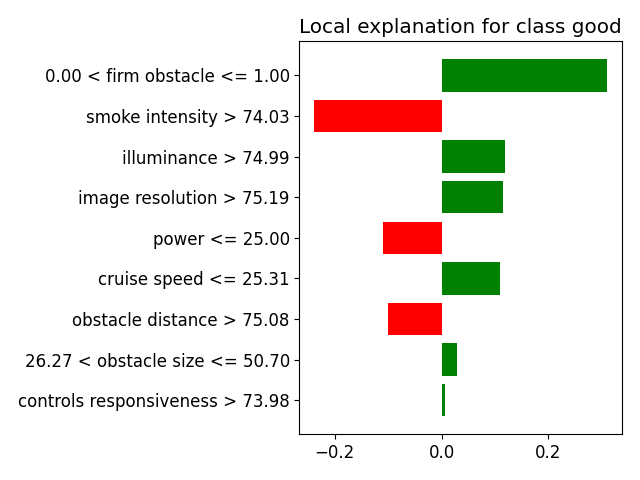 Local explanation for class good
0.00 < firm obstacle <= 1.00
smoke intensity > 74.03
illuminance > 74.99
image resolution > 75.19
power <= 25.00
cruise speed <= 25.31
obstacle distance > 75.08
26.27 < obstacle size <= 50.70
controls responsiveness > 73.98
−0.2 0.0 0.2